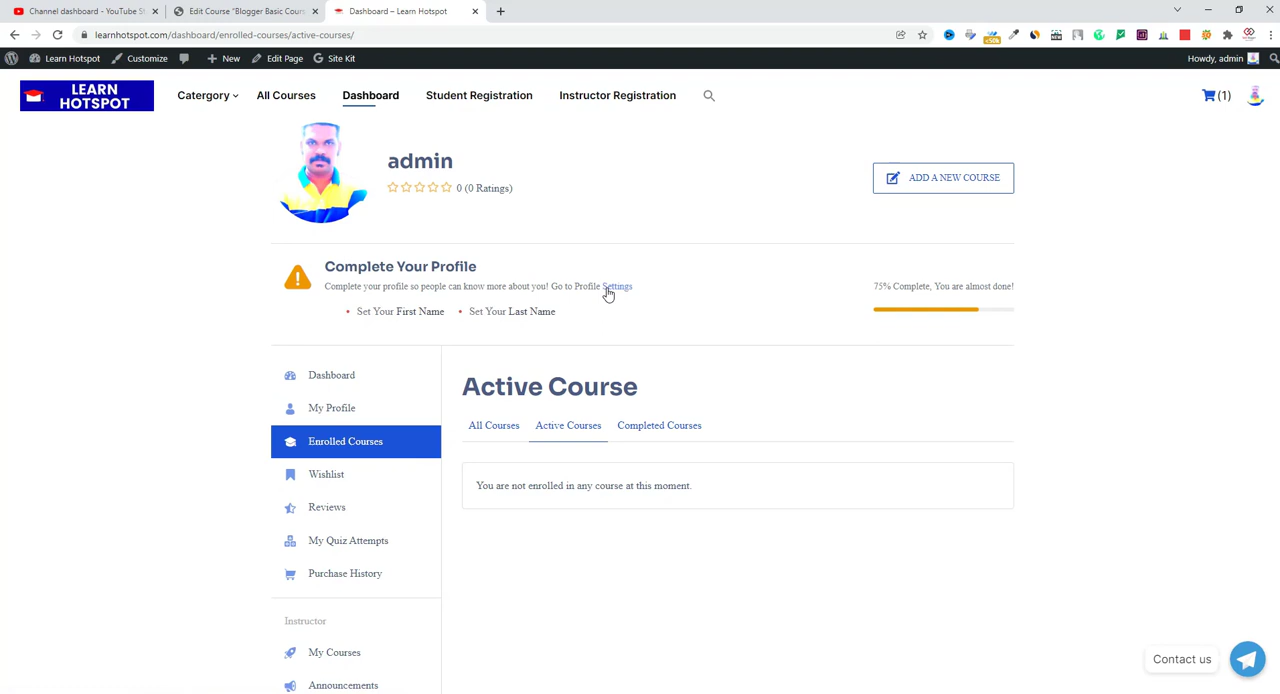 Channel dashboard - YouTube St
Edit Course "Blogger Basic Cours
Dashboard – Learn Hotspot
learnhotspot.com/dashboard/enrolled-courses/active-courses/
Learn Hotspot Customize New Edit Page Site Kit Howdy, admin
LEARN HOTSPOT
Catergory All Courses Dashboard Student Registration Instructor Registration (1)
admin
0 (0 Ratings)
ADD A NEW COURSE
Complete Your Profile
Complete your profile so people can know more about you! Go to Profile Settings
75% Complete, You are almost done!
• Set Your First Name • Set Your Last Name
Dashboard
My Profile
Enrolled Courses
Wishlist
Reviews
My Quiz Attempts
Purchase History
Instructor
My Courses
Announcements
Active Course
All Courses Active Courses Completed Courses
You are not enrolled in any course at this moment.
Contact us